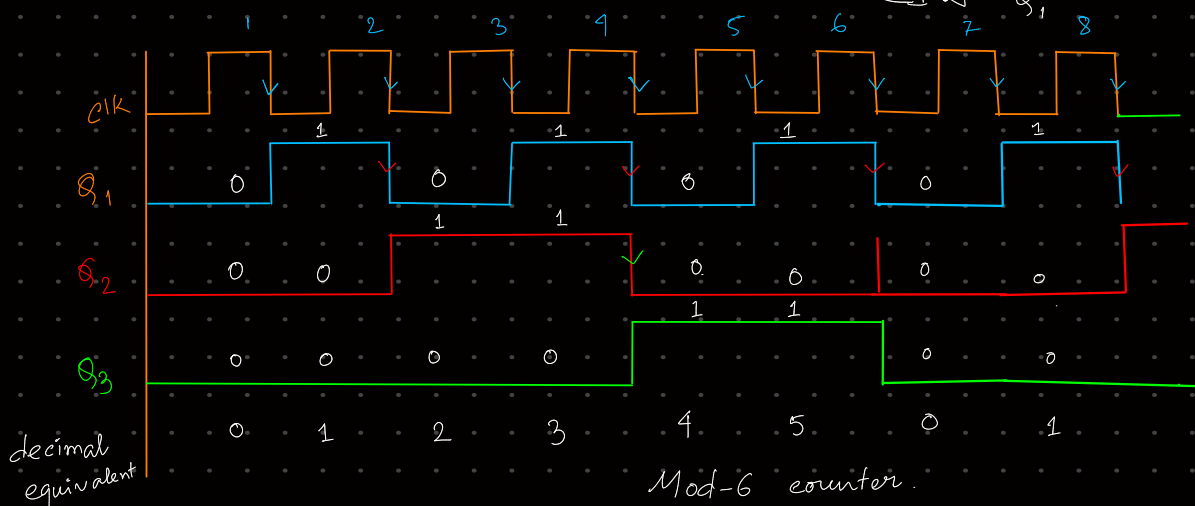 Q1
1 2 3 4 5 6 7 8
Clk
1 1 1 1
Q1 0 0 0 0
1 1
Q2 0 0 0 0 0 0
1 1
Q3 0 0 0 0 0 0
decimal equivalent 0 1 2 3 4 5 0 1
Mod-6 counter.